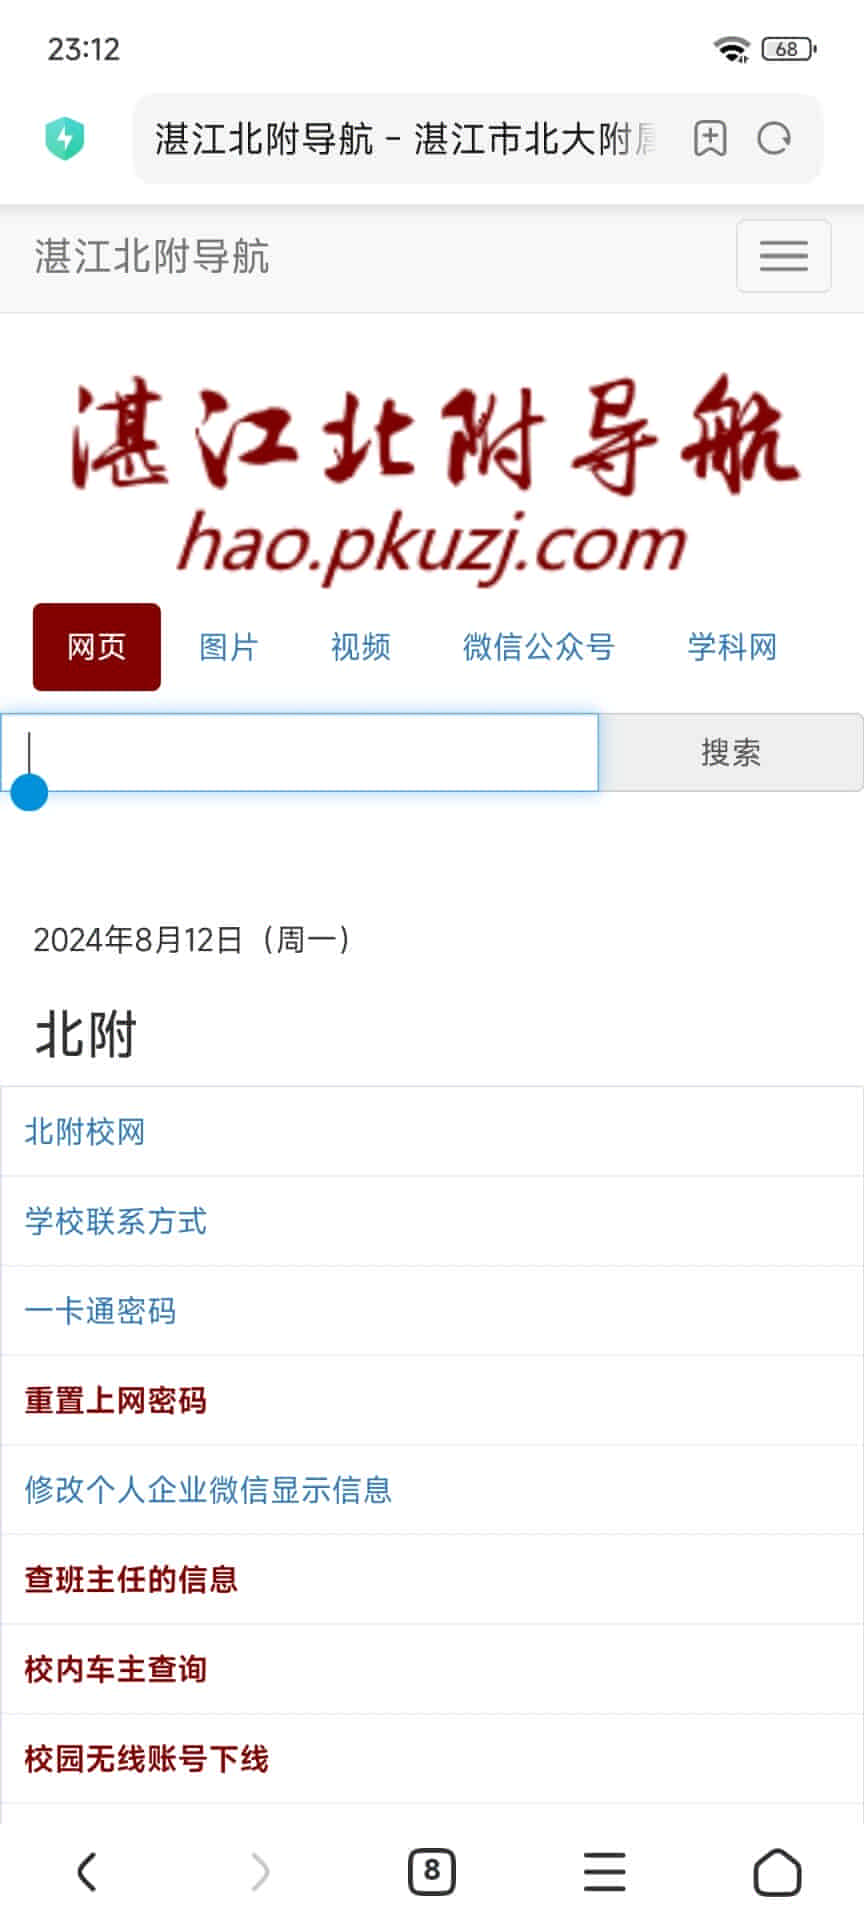 23:12
68
湛江北附导航 - 湛江市北大附属
湛江北附导航
湛江北附导航
hao.pkuzj.com
网页 图片 视频 微信公众号 学科网
搜索
2024年8月12日（周一）
北附
北附校网
学校联系方式
一卡通密码
重置上网密码
修改个人企业微信显示信息
查班主任的信息
校内车主查询
校园无线账号下线
8